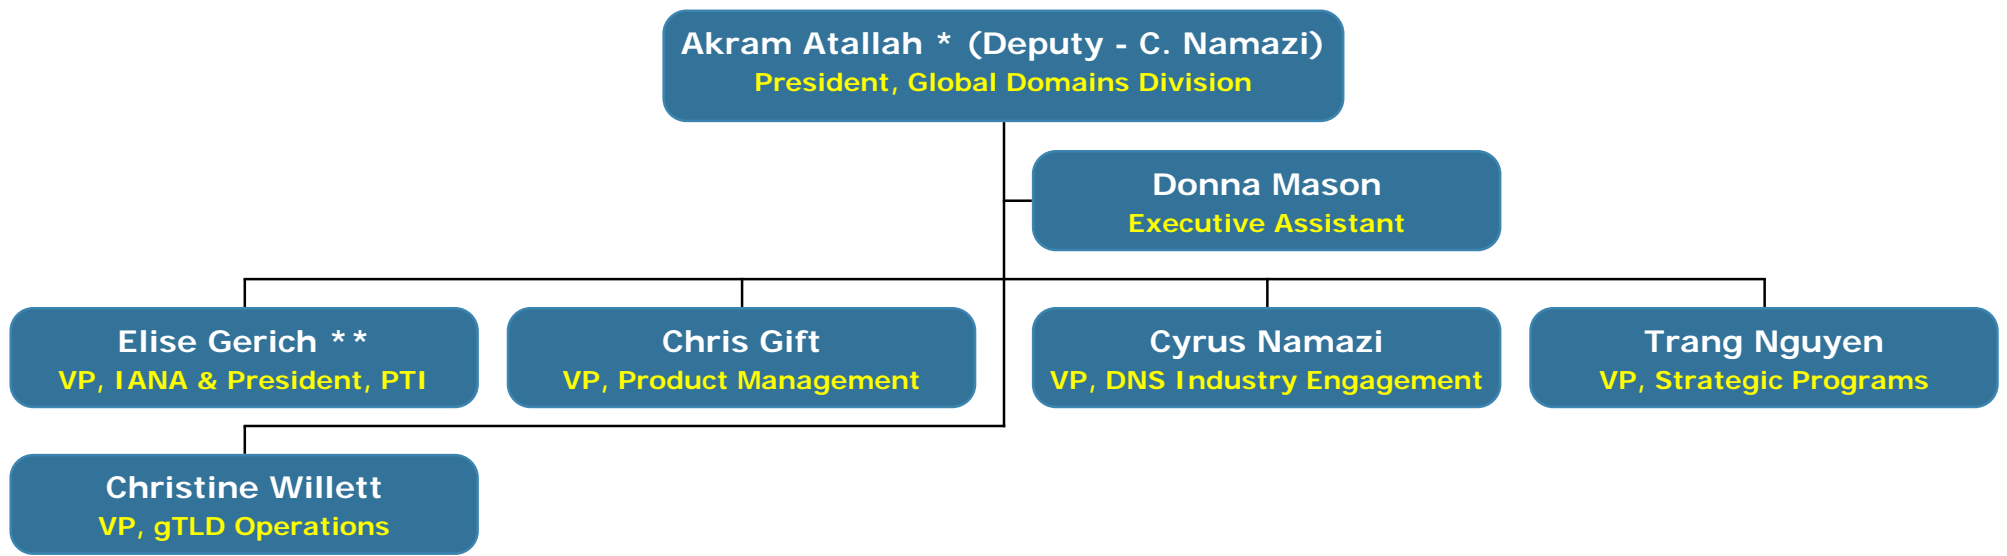 Akram Atallah * (Deputy - C. Namazi)
President, Global Domains Division
Donna Mason
Executive Assistant
Elise Gerich **
VP, IANA & President, PTI
Chris Gift
VP, Product Management
Cyrus Namazi
VP, DNS Industry Engagement
Trang Nguyen
VP, Strategic Programs
Christine Willett
VP, gTLD Operations